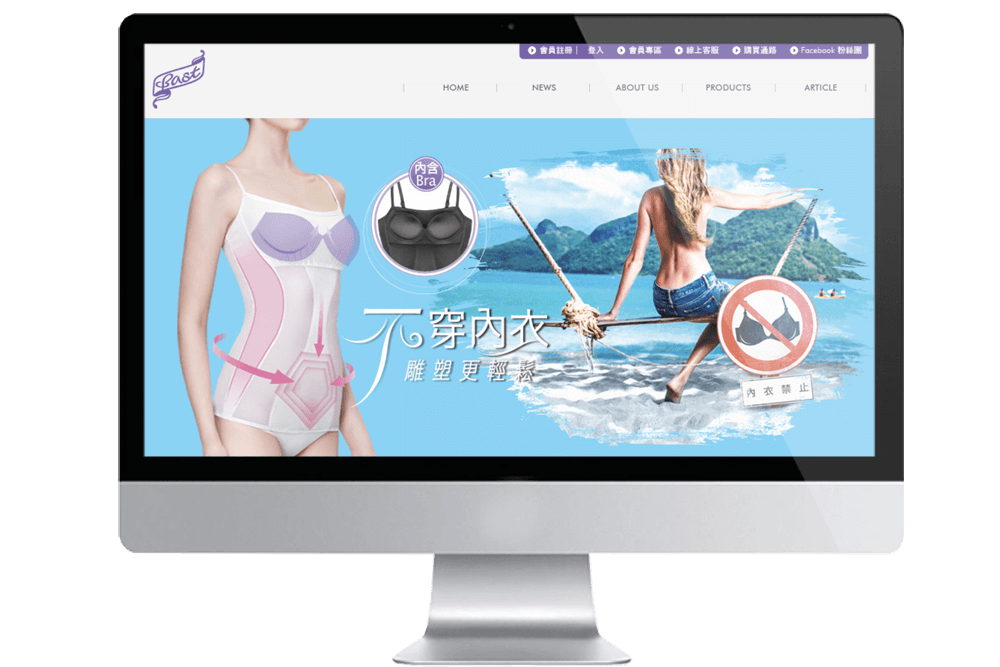 會員註冊 | 登入 會員專區 線上客服 購買通路 Facebook 粉絲團
Bast
HOME NEWS ABOUT US PRODUCTS ARTICLE
內含
Bra
不穿內衣
雕塑更輕鬆
內衣禁止